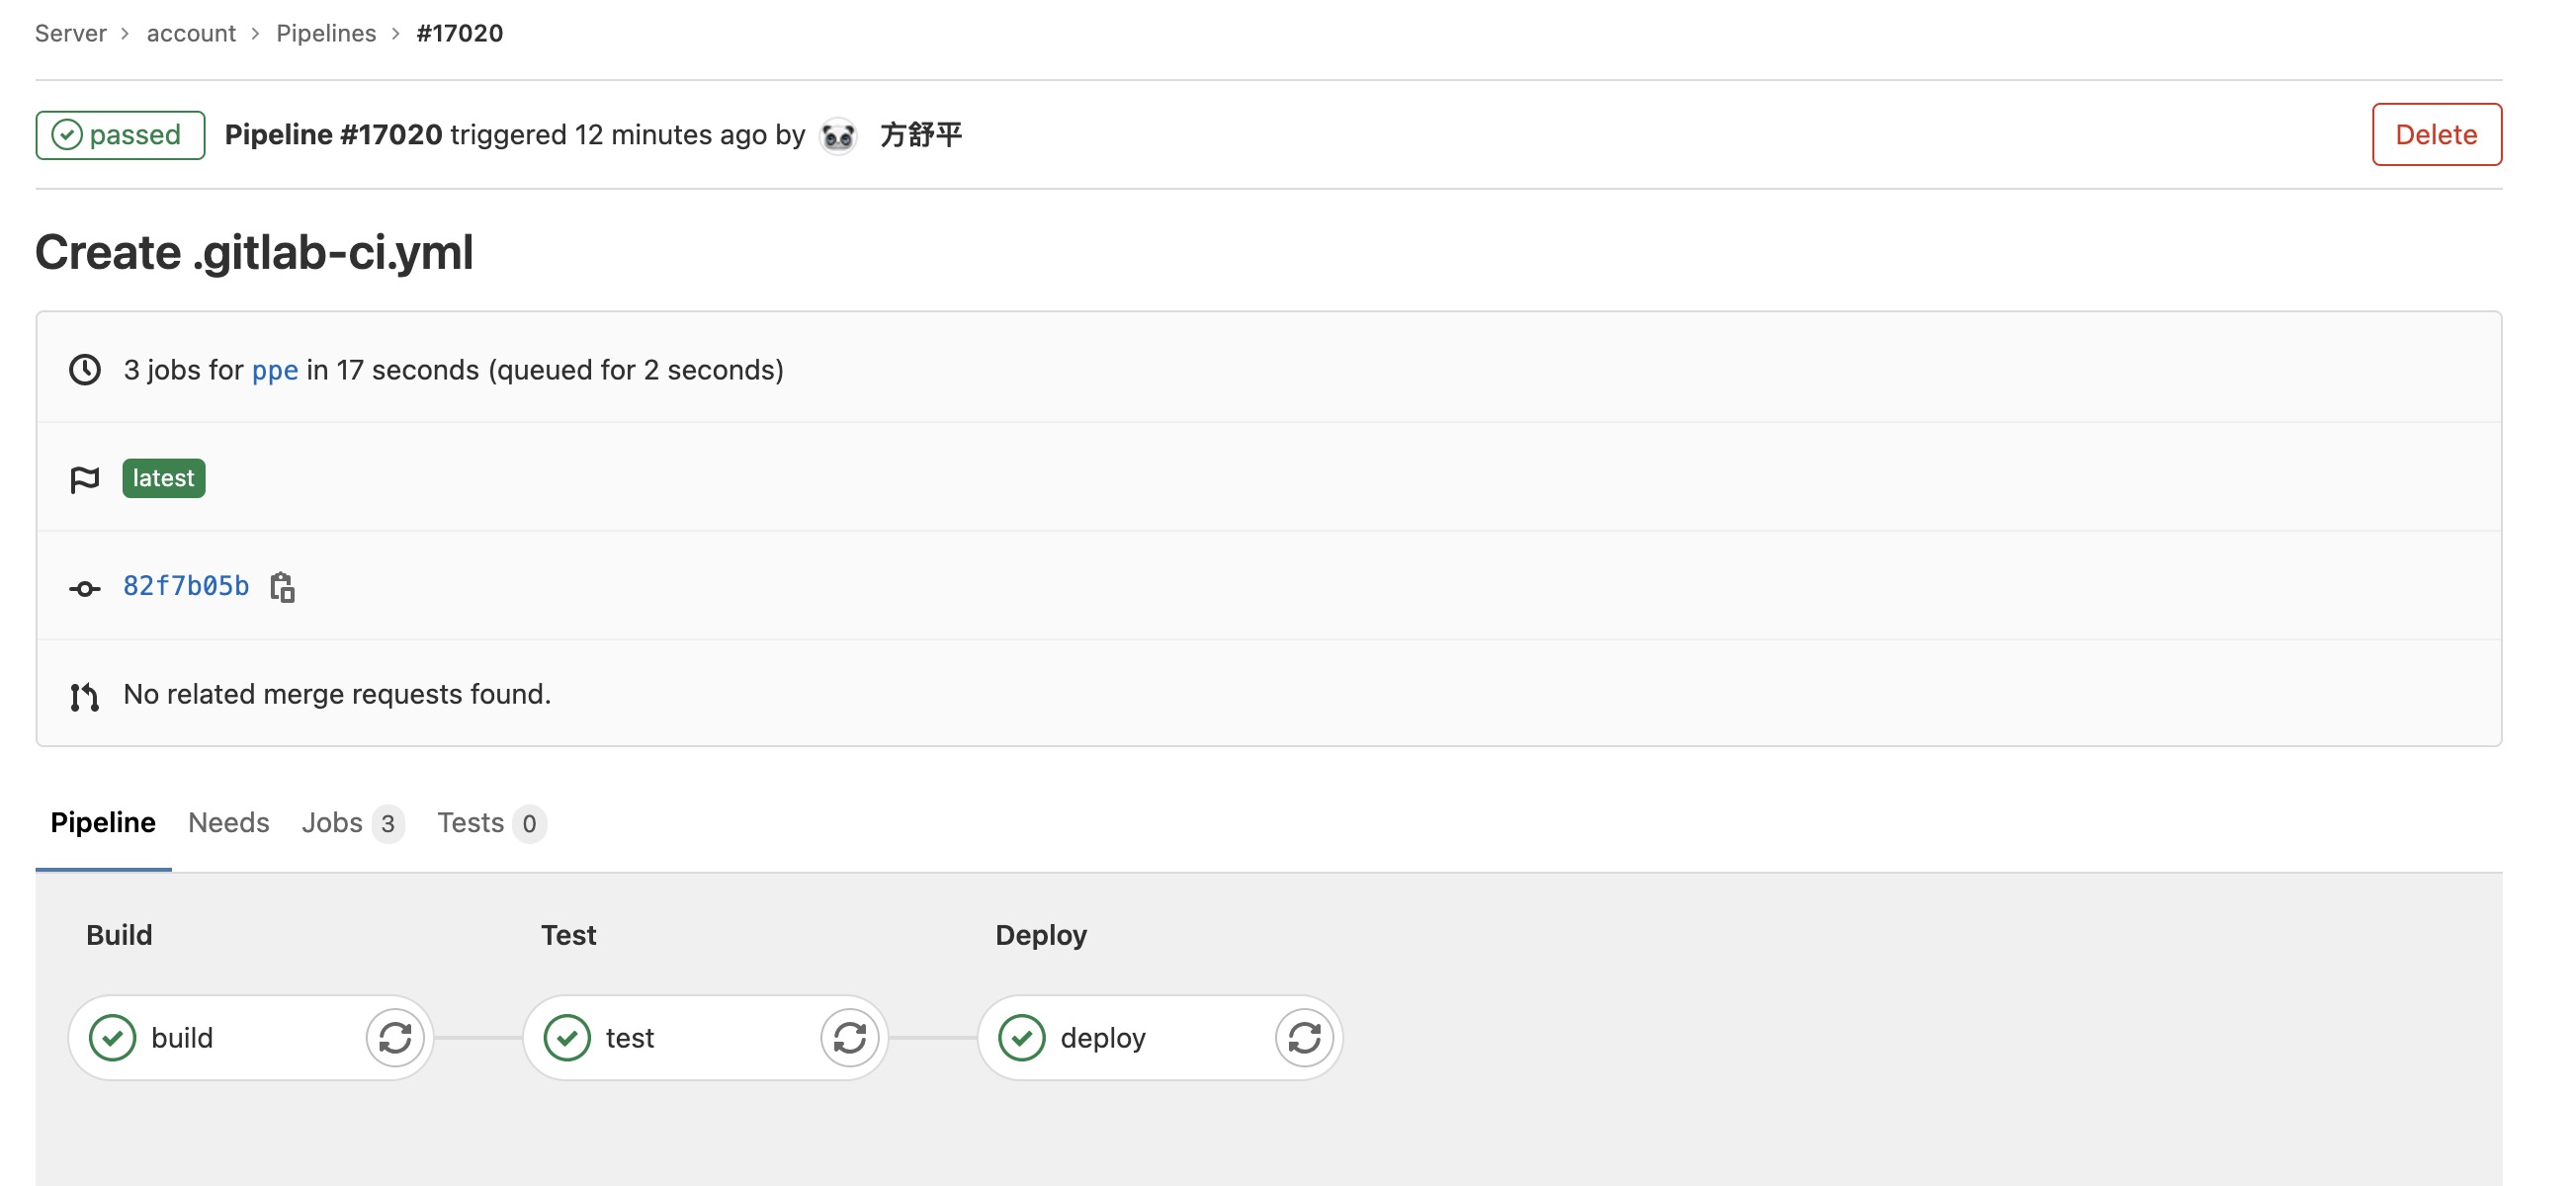 Server > account > Pipelines > #17020
passed Pipeline #17020 triggered 12 minutes ago by 方舒平 Delete
Create .gitlab-ci.yml
3 jobs for ppe in 17 seconds (queued for 2 seconds)
latest
82f7b05b
No related merge requests found.
Pipeline Needs Jobs 3 Tests 0
Build Test Deploy
build test deploy